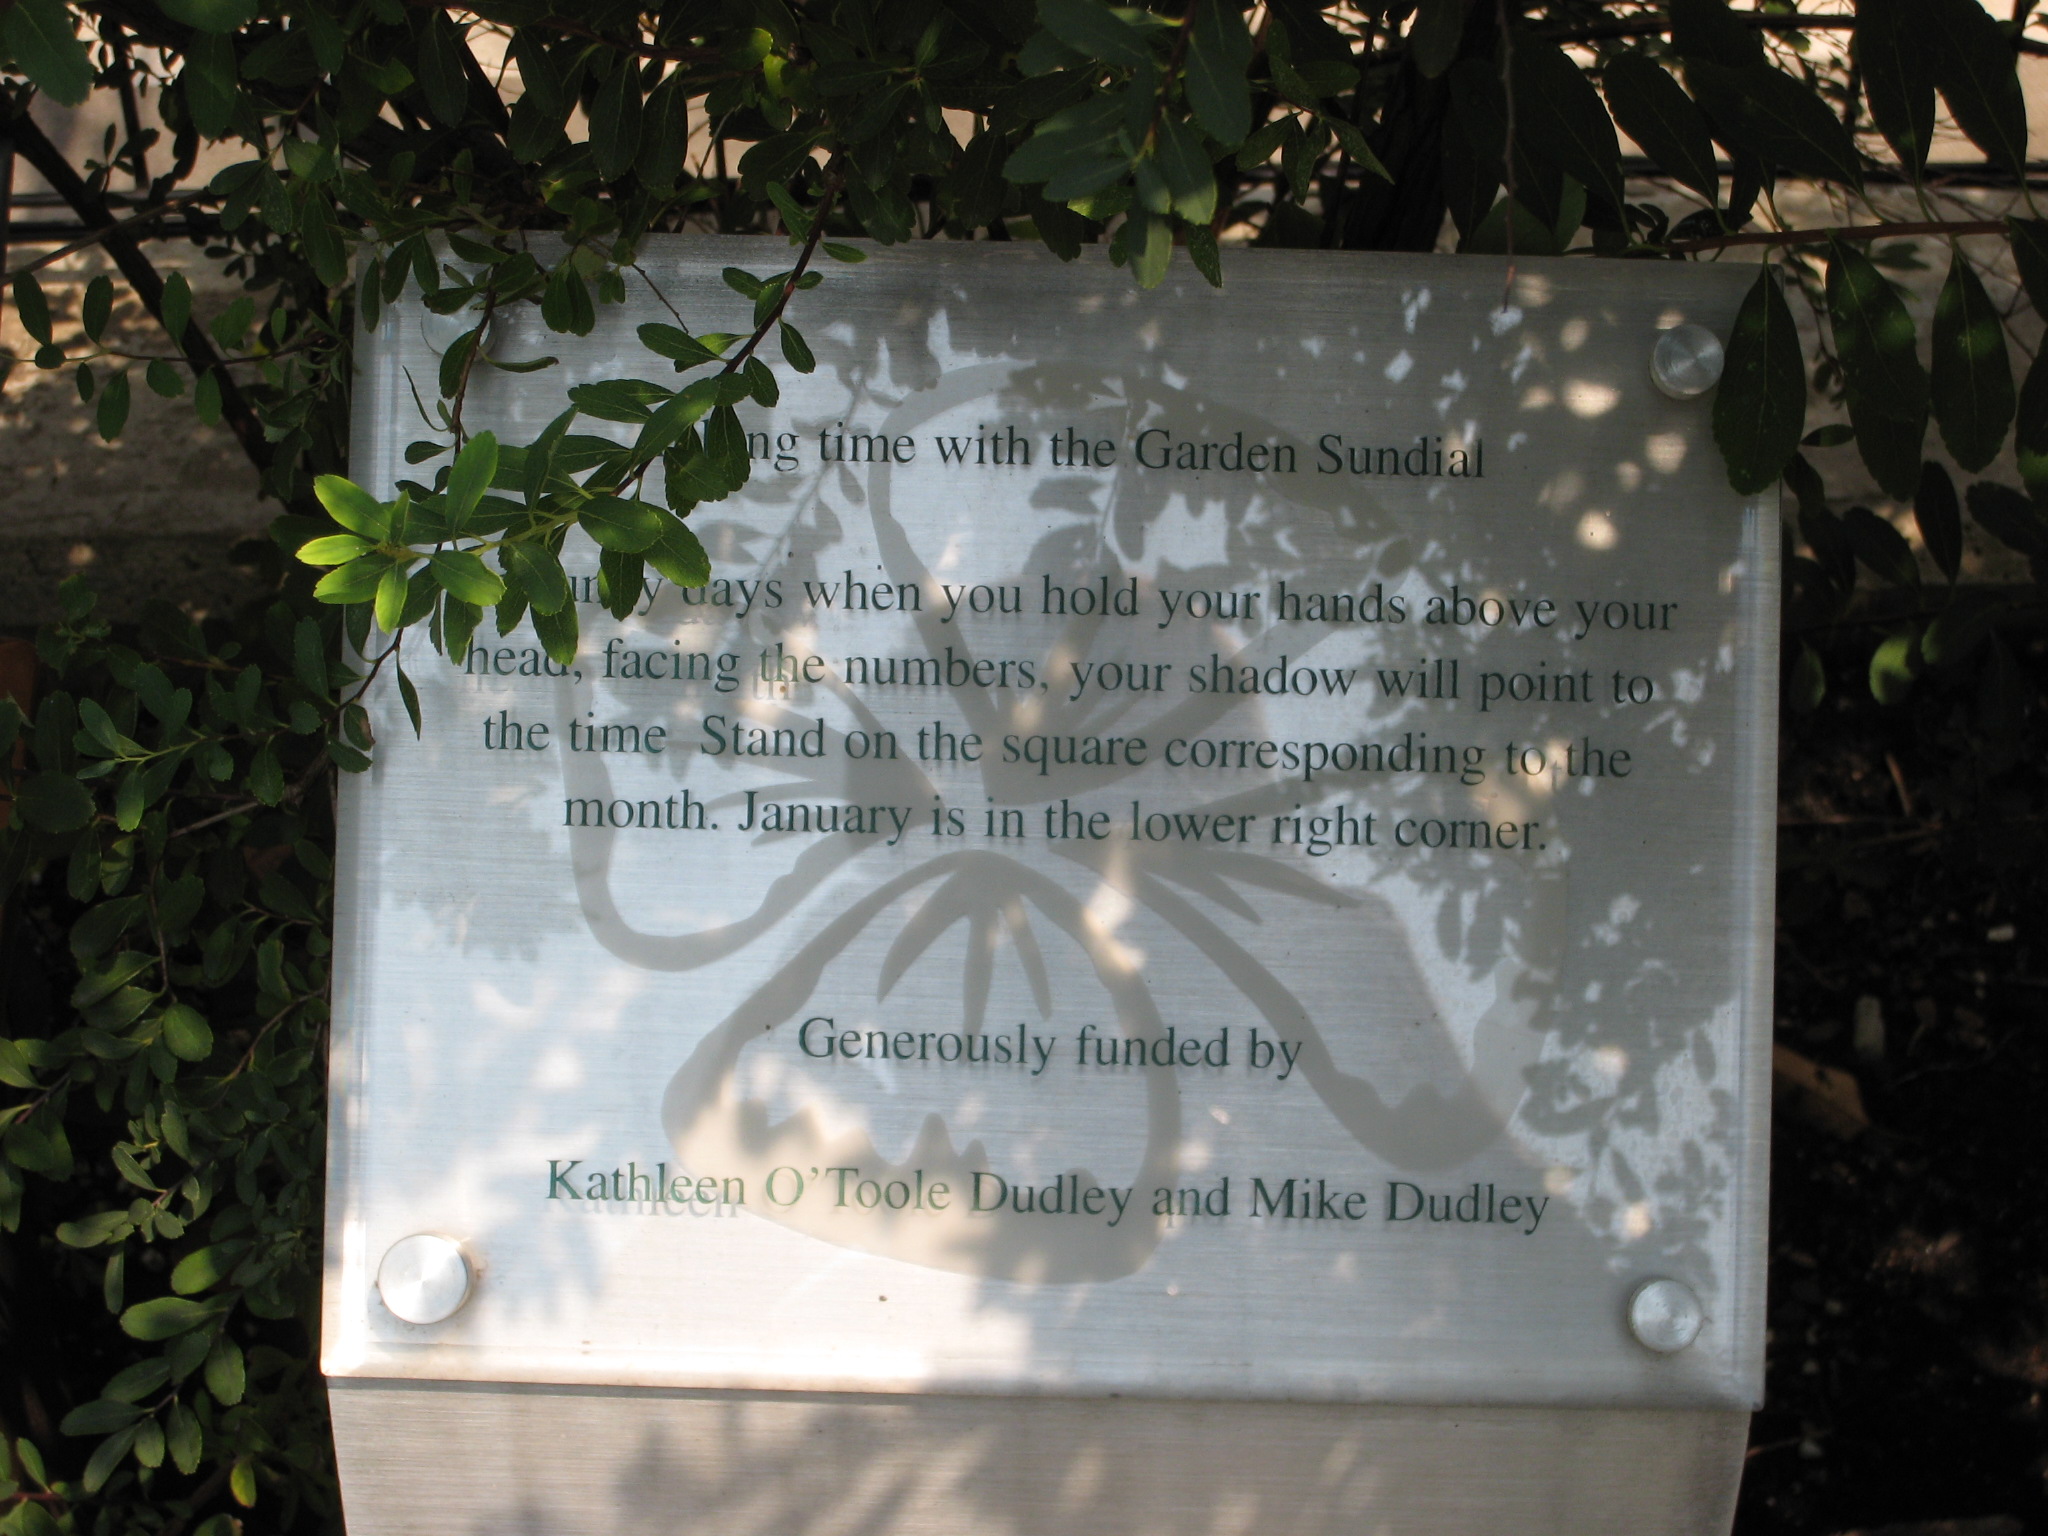 time with the Garden Sundial
days when you hold your hands above your
head, facing the numbers, your shadow will point to
the time Stand on the square corresponding to the
month. January is in the lower right corner.
Generously funded by
Kathleen O'Toole Dudley and Mike Dudley